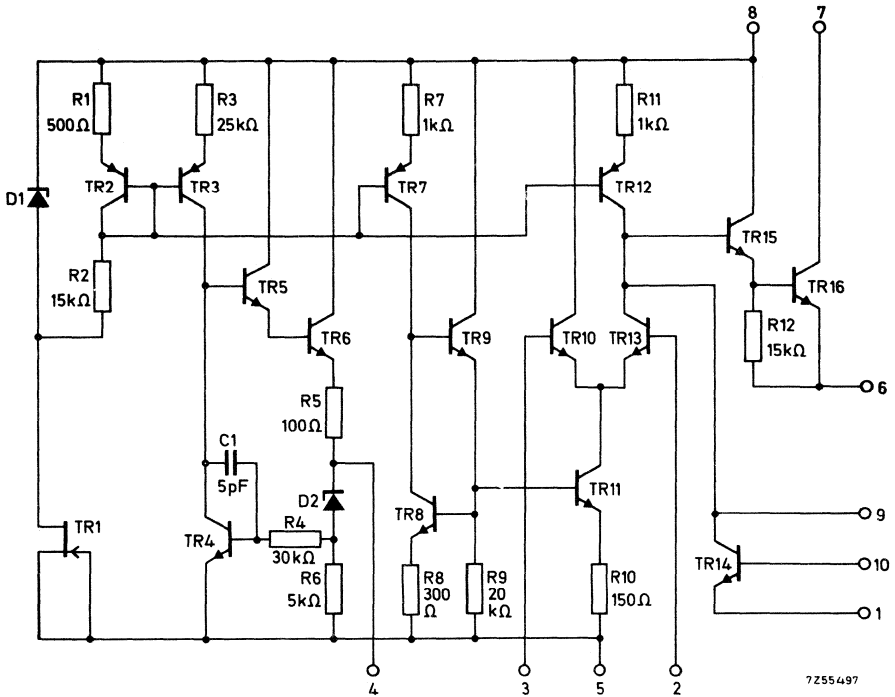 8
7
R1
500Ω
R3
25kΩ
R7
1kΩ
R11
1kΩ
D1
TR2
TR3
TR7
TR12
TR15
R2
15kΩ
TR5
TR6
TR9
TR10
TR13
TR16
R12
15kΩ
6
R5
100Ω
C1
5pF
D2
TR11
TR1
TR4
R4
30kΩ
TR8
9
TR14
10
R6
5kΩ
R8
300
Ω
R9
20
kΩ
R10
150Ω
1
4
3
5
2
7Z55497